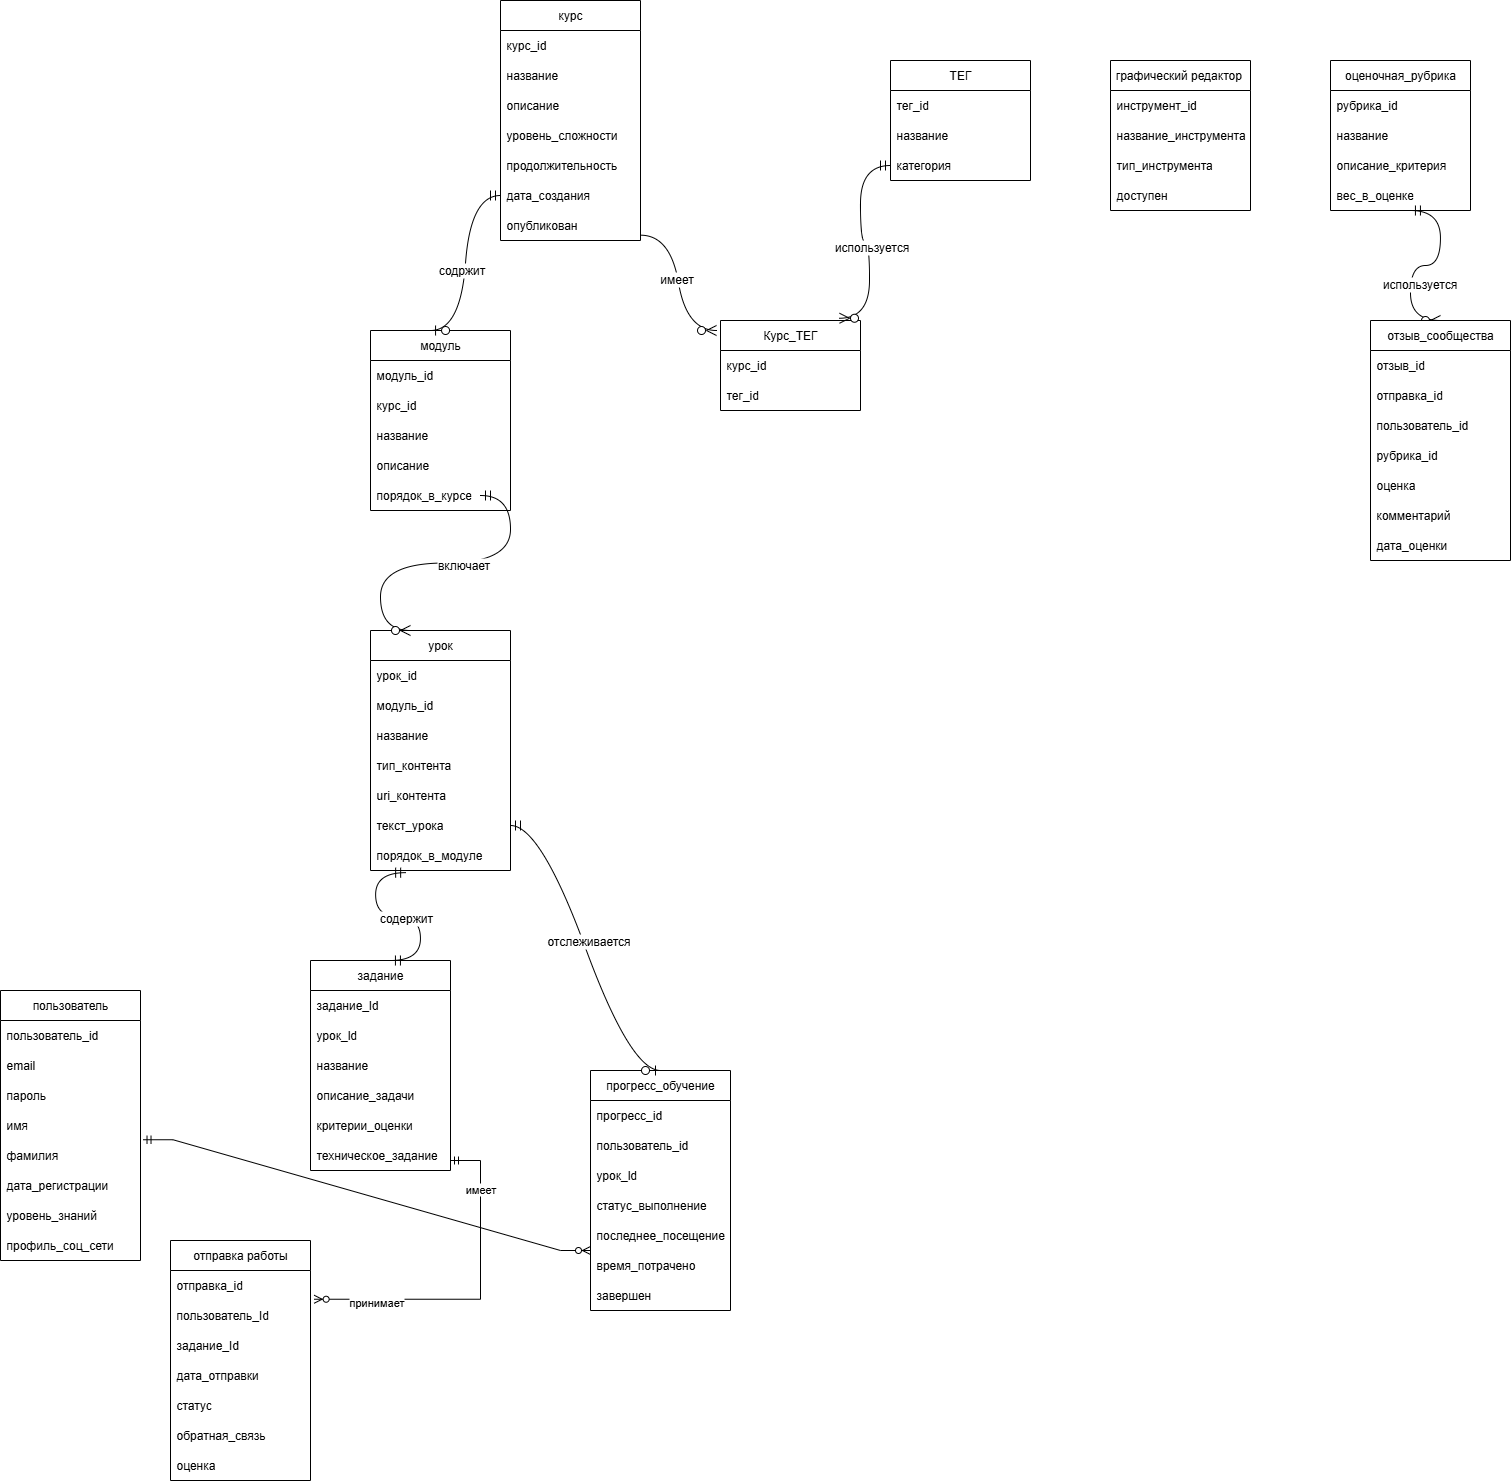 курс
курс_id
название
описание
уровень_сложности
продолжительность
дата_создания
опубликован
ТЕГ
тег_id
название
категория
графический редактор
инструмент_id
название_инструмента
тип_инструмента
доступен
оценочная_рубрика
рубрика_id
название
описание_критерия
вес_в_оценке
содржит
имеет
используется
используется
модуль
модуль_id
курс_id
название
описание
порядок_в_курсе
Курс_ТЕГ
курс_id
тег_id
отзыв_сообщества
отзыв_id
отправка_id
пользователь_id
рубрика_id
оценка
комментарий
дата_оценки
включает
урок
урок_id
модуль_id
название
тип_контента
uri_контента
текст_урока
порядок_в_модуле
содержит
отслеживается
задание
задание_Id
урок_Id
название
описание_задачи
критерии_оценки
техническое_задание
пользователь
пользователь_id
email
пароль
имя
фамилия
дата_регистрации
уровень_знаний
профиль_соц_сети
прогресс_обучение
прогресс_id
пользователь_id
урок_Id
статус_выполнение
последнее_посещение
время_потрачено
завершен
имеет
принимает
отправка работы
отправка_id
пользователь_Id
задание_Id
дата_отправки
статус
обратная_связь
оценка